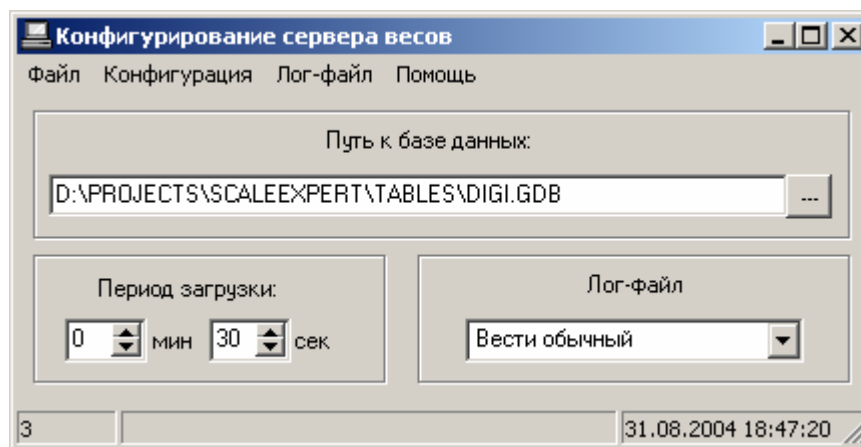 Конфигурирование сервера весов
Файл Конфигурация Лог-файл Помощь
Путь к базе данных:
D:\PROJECTS\SCALEEXPERT\TABLES\DIGI.GDB ...
Период загрузки:
0 мин 30 сек
Лог-файл
Вести обычный
3 31.08.2004 18:47:20